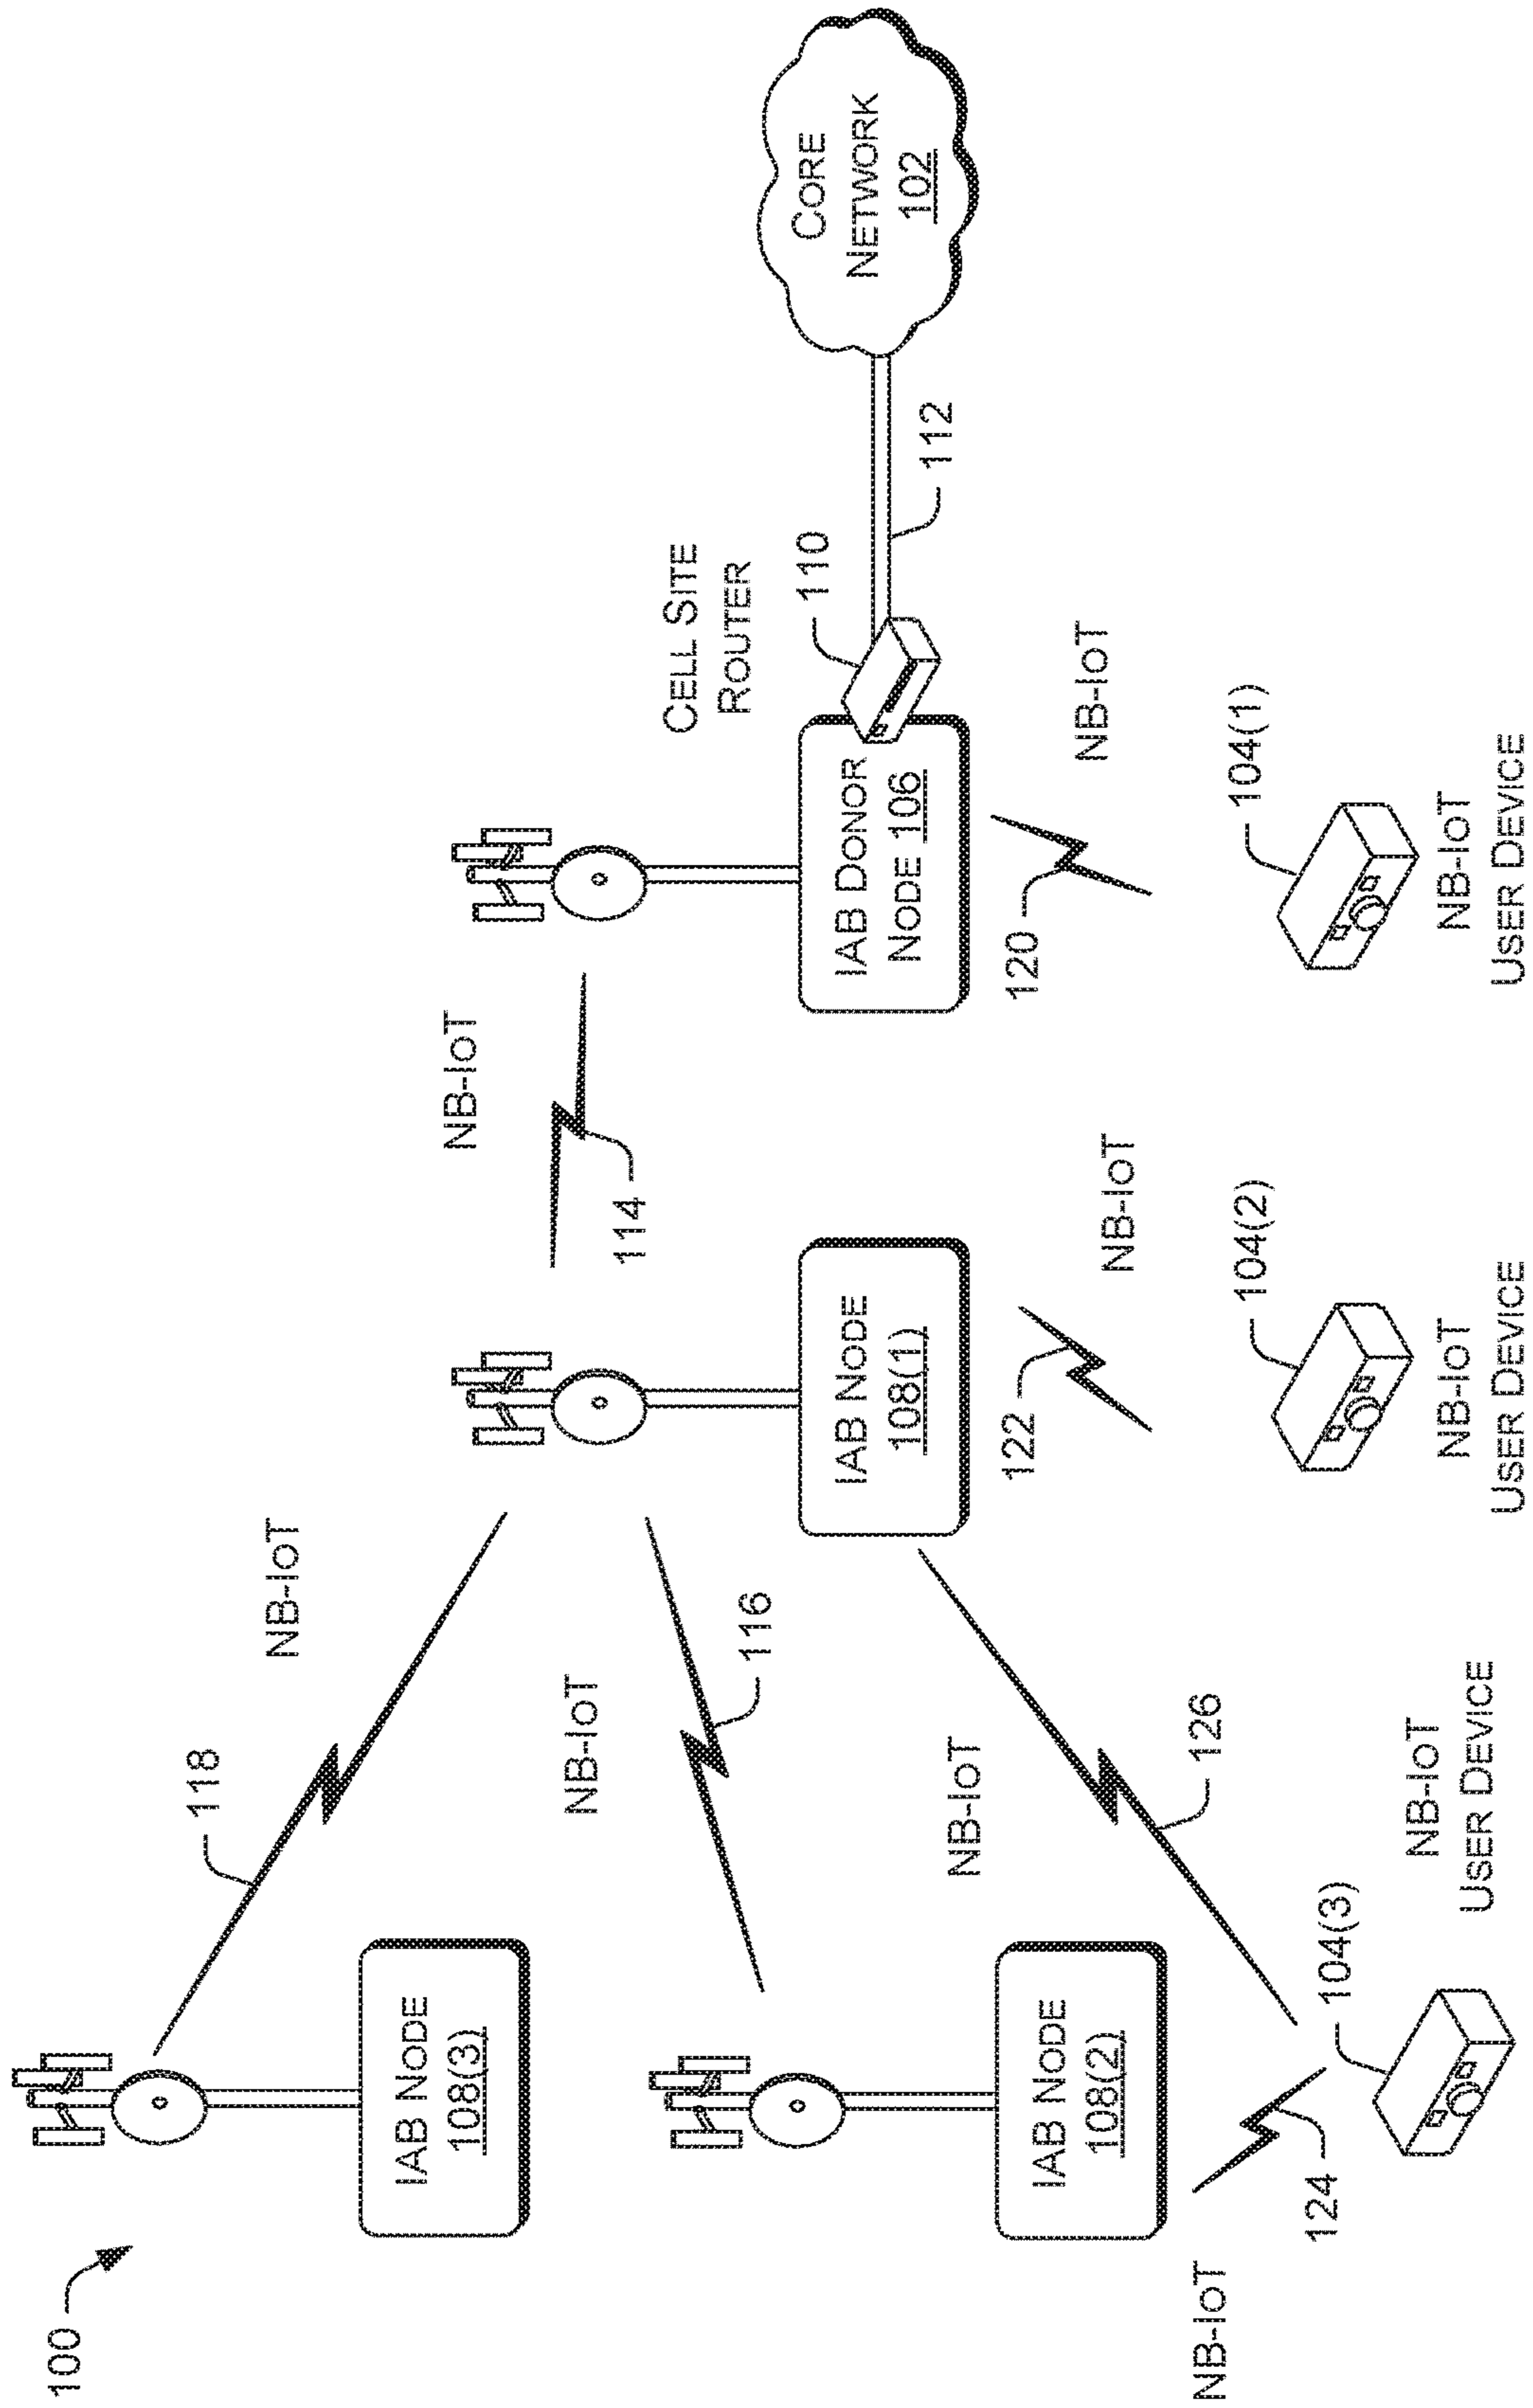 100
118
NB-IoT
IAB NODE
108(3)
NB-IoT
114
NB-IoT
116
CELL SITE
ROUTER
110
112
CORE
NETWORK
102
IAB DONOR
NODE 106
IAB NODE
108(1)
NB-IoT
IAB NODE
108(2)
NB-IoT
124
126
104(3)
NB-IoT
USER DEVICE
122
NB-IoT
104(2)
NB-IoT
USER DEVICE
120
NB-IoT
104(1)
NB-IoT
USER DEVICE